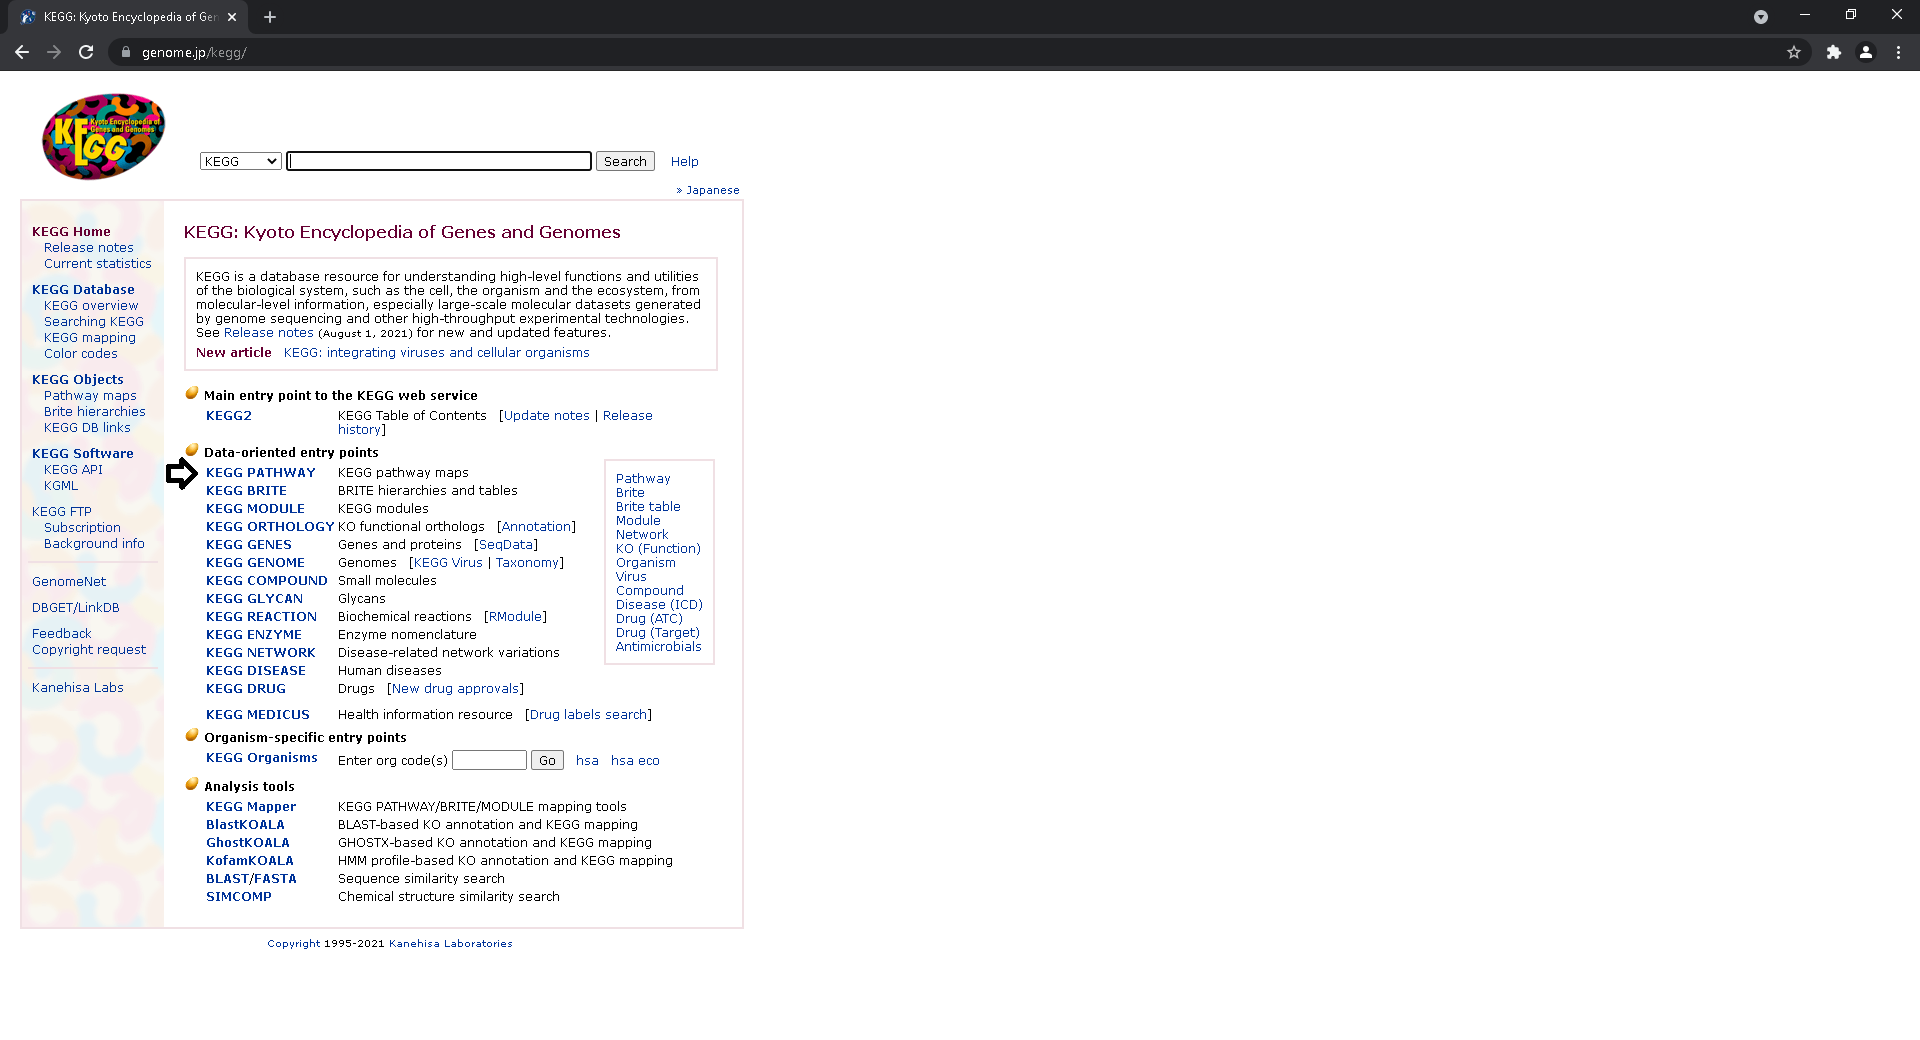 KEGG: Kyoto Encyclopedia of Gen
genome.jp/kegg/
KEGG
Kyoto Encyclopedia of
Genes and Genomes
KEGG Search Help
» Japanese
KEGG Home
Release notes
Current statistics
KEGG Database
KEGG overview
Searching KEGG
KEGG mapping
Color codes
KEGG Objects
Pathway maps
Brite hierarchies
KEGG DB links
KEGG Software
KEGG API
KGML
KEGG FTP
Subscription
Background info
GenomeNet
DBGET/LinkDB
Feedback
Copyright request
Kanehisa Labs
KEGG: Kyoto Encyclopedia of Genes and Genomes
KEGG is a database resource for understanding high-level functions and utilities
of the biological system, such as the cell, the organism and the ecosystem, from
molecular-level information, especially large-scale molecular datasets generated
by genome sequencing and other high-throughput experimental technologies.
See Release notes (August 1, 2021) for new and updated features.
New article KEGG: integrating viruses and cellular organisms
Main entry point to the KEGG web service
KEGG2 KEGG Table of Contents [Update notes | Release
history]
Data-oriented entry points
KEGG PATHWAY KEGG pathway maps
KEGG BRITE BRITE hierarchies and tables
KEGG MODULE KEGG modules
KEGG ORTHOLOGY KO functional orthologs [Annotation]
KEGG GENES Genes and proteins [SeqData]
KEGG GENOME Genomes [KEGG Virus | Taxonomy]
KEGG COMPOUND Small molecules
KEGG GLYCAN Glycans
KEGG REACTION Biochemical reactions [RModule]
KEGG ENZYME Enzyme nomenclature
KEGG NETWORK Disease-related network variations
KEGG DISEASE Human diseases
KEGG DRUG Drugs [New drug approvals]
KEGG MEDICUS Health information resource [Drug labels search]
Pathway
Brite
Brite table
Module
Network
KO (Function)
Organism
Virus
Compound
Disease (ICD)
Drug (ATC)
Drug (Target)
Antimicrobials
Organism-specific entry points
KEGG Organisms Enter org code(s) Go hsa hsa eco
Analysis tools
KEGG Mapper KEGG PATHWAY/BRITE/MODULE mapping tools
BlastKOALA BLAST-based KO annotation and KEGG mapping
GhostKOALA GHOSTX-based KO annotation and KEGG mapping
KofamKOALA HMM profile-based KO annotation and KEGG mapping
BLAST/FASTA Sequence similarity search
SIMCOMP Chemical structure similarity search
Copyright 1995-2021 Kanehisa Laboratories